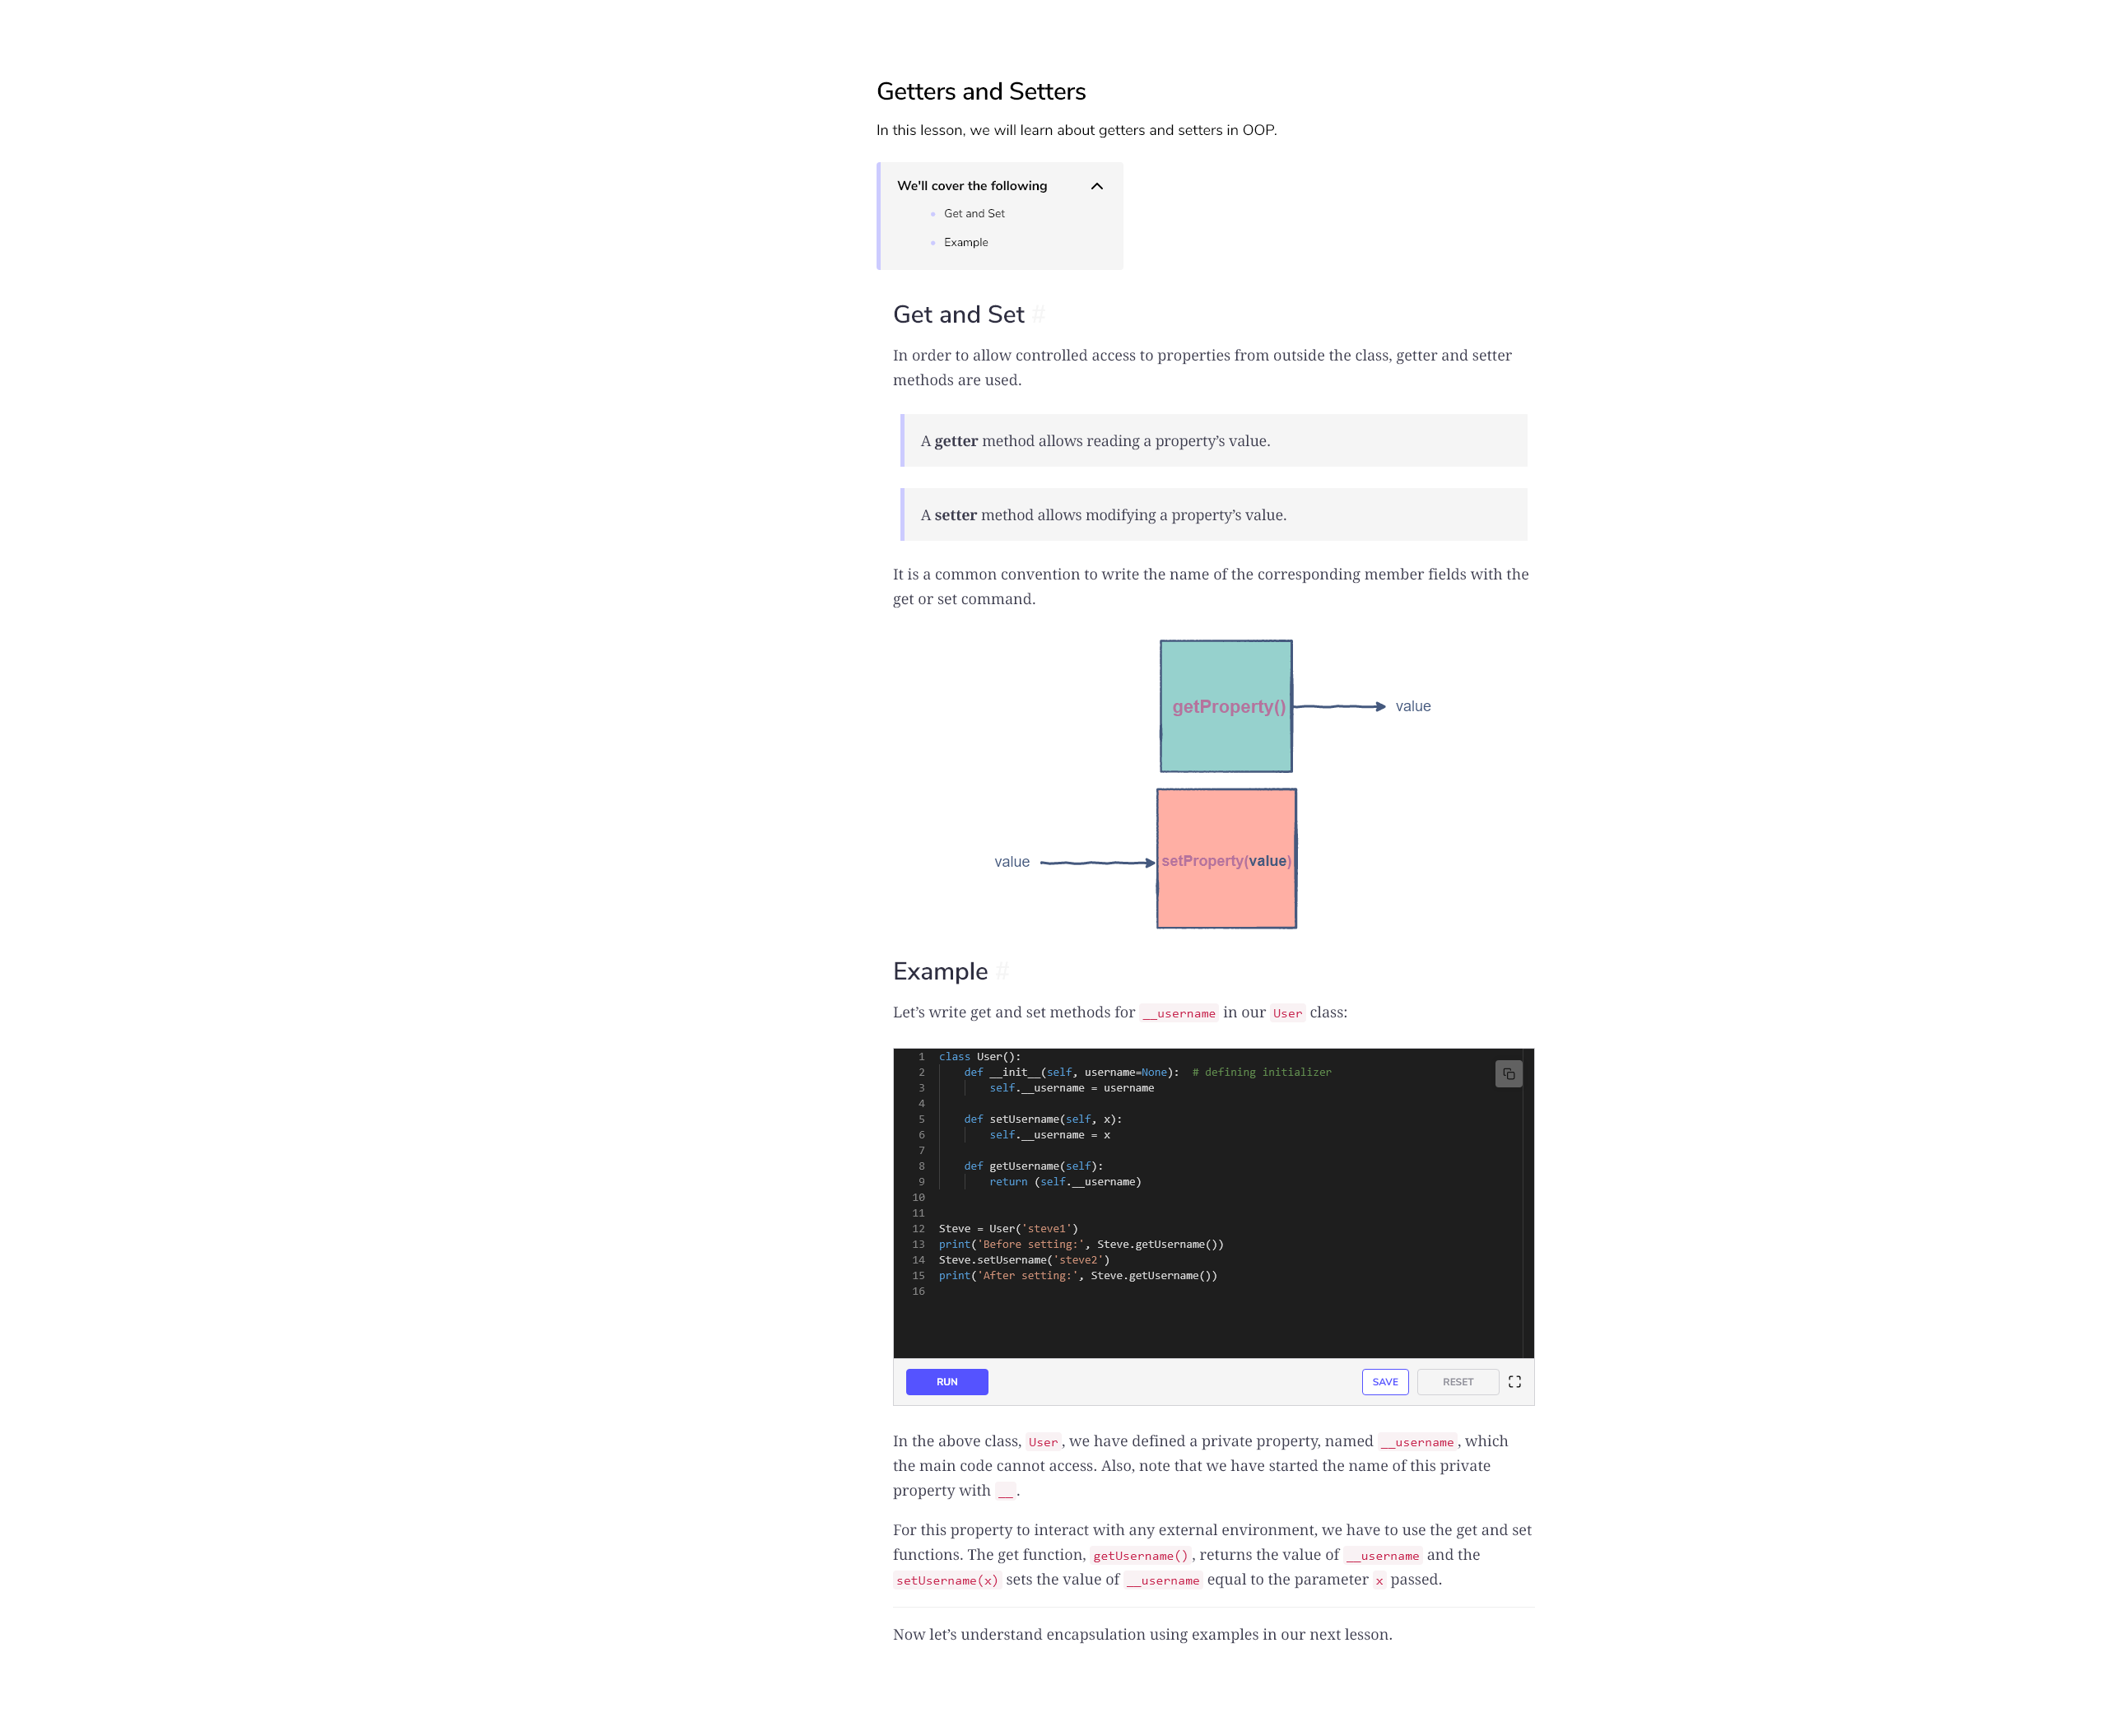 Getters and Setters
In this lesson, we will learn about getters and setters in OOP.
We'll cover the following
Get and Set
Example
Get and Set #
In order to allow controlled access to properties from outside the class, getter and setter
methods are used.
A getter method allows reading a property’s value.
A setter method allows modifying a property’s value.
It is a common convention to write the name of the corresponding member fields with the
get or set command.
getProperty() value
value setProperty(value)
Example #
Let’s write get and set methods for __username in our User class:
1 class User():
2     def __init__(self, username=None):  # defining initializer
3         self.__username = username
4
5     def setUsername(self, x):
6         self.__username = x
7
8     def getUsername(self):
9         return (self.__username)
10
11
12 Steve = User('steve1')
13 print('Before setting:', Steve.getUsername())
14 Steve.setUsername('steve2')
15 print('After setting:', Steve.getUsername())
16
RUN SAVE RESET
In the above class, User, we have defined a private property, named __username, which
the main code cannot access. Also, note that we have started the name of this private
property with __.
For this property to interact with any external environment, we have to use the get and set
functions. The get function, getUsername(), returns the value of __username and the
setUsername(x) sets the value of __username equal to the parameter x passed.
Now let’s understand encapsulation using examples in our next lesson.